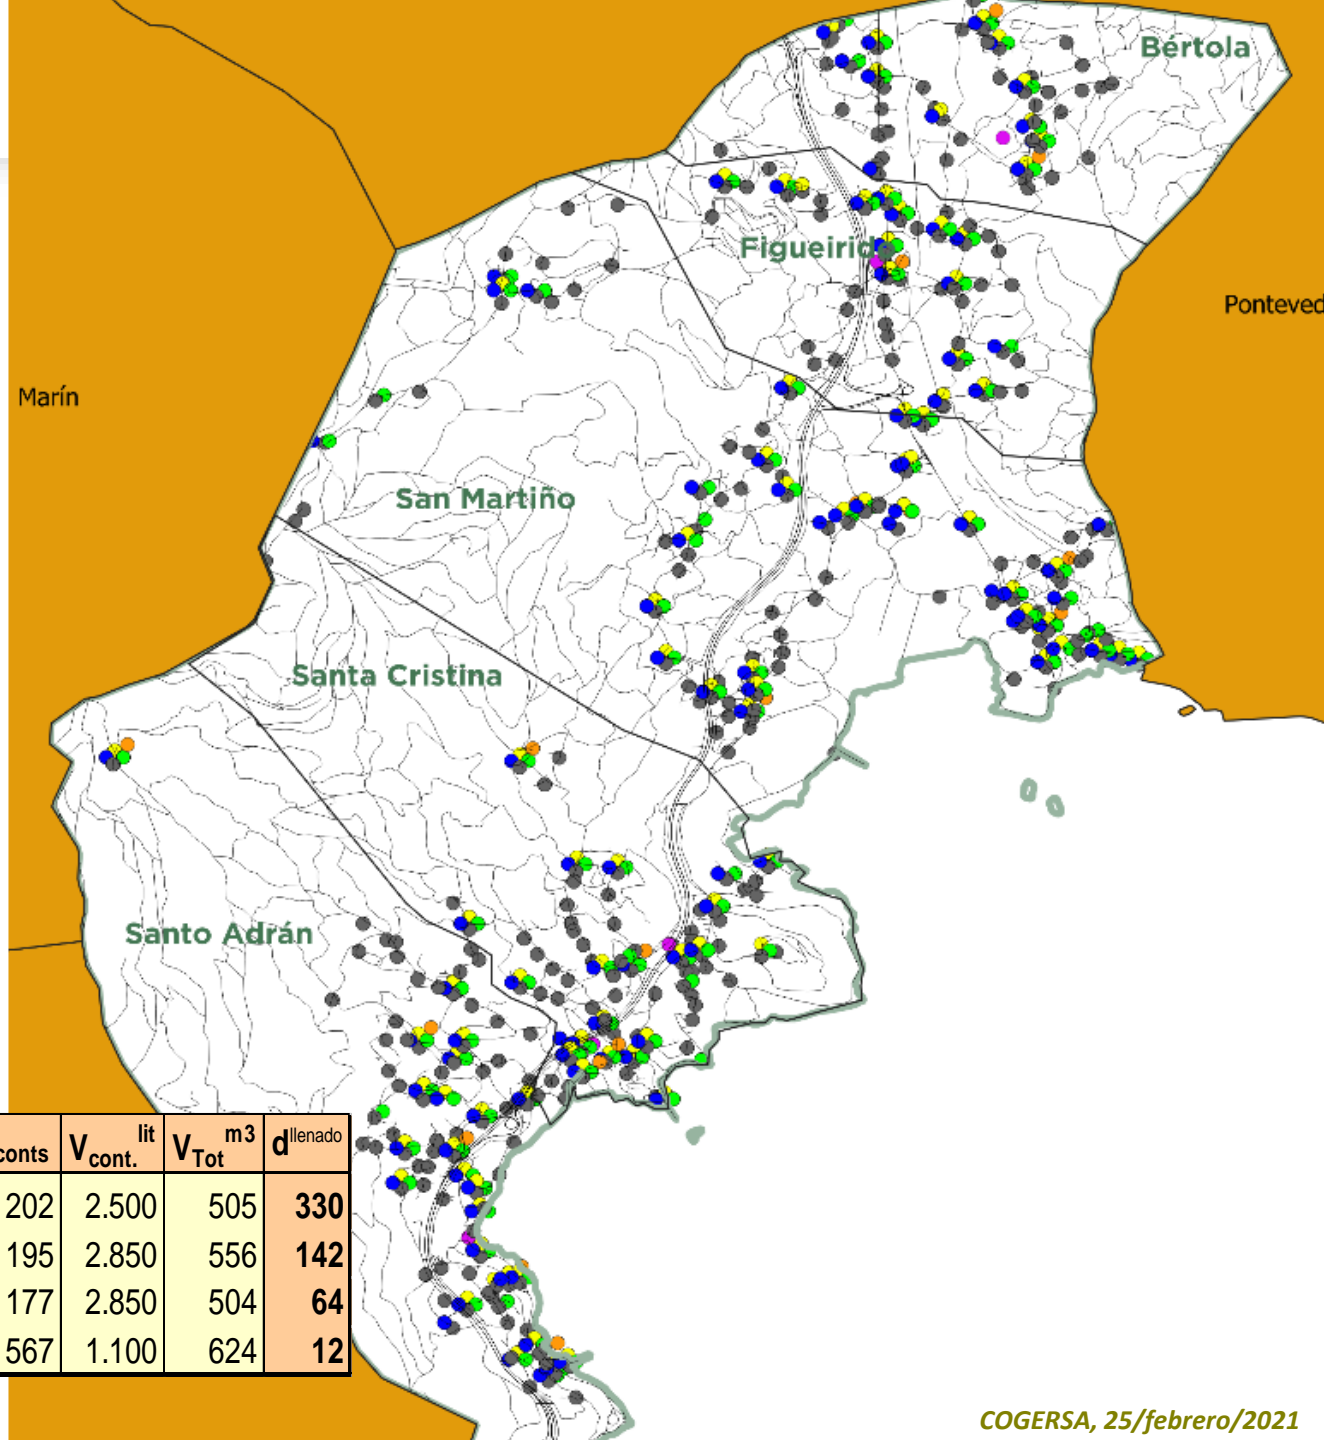 Bértola
Figueirid
Ponteved
Marín
San Martiño
Santa Cristina
Santo Adrán
conts V cont. lit V Tot m3 d llenado
202 2.500 505 330
195 2.850 556 142
177 2.850 504 64
567 1.100 624 12
COGERSA, 25/febrero/2021